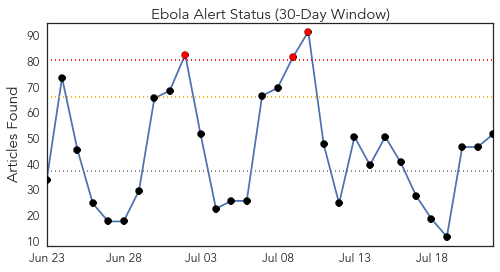 Ebola Alert Status (30-Day Window)
Articles Found
90
80
70
60
50
40
30
20
10
Jun 23
Jun 28
Jul 03
Jul 08
Jul 13
Jul 18